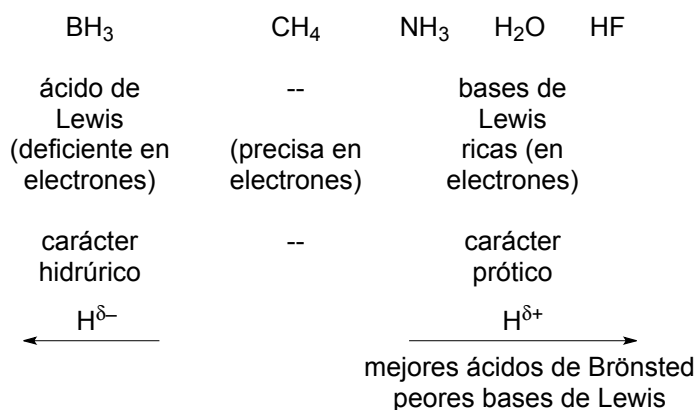 BH₃ CH₄ NH₃ H₂O HF
ácido de -- bases de
Lewis Lewis
(deficiente en (precisa en ricas (en
electrones) electrones) electrones)
carácter -- carácter
hidrúrico prótico
Hδ– Hδ+
mejores ácidos de Brönsted
peores bases de Lewis